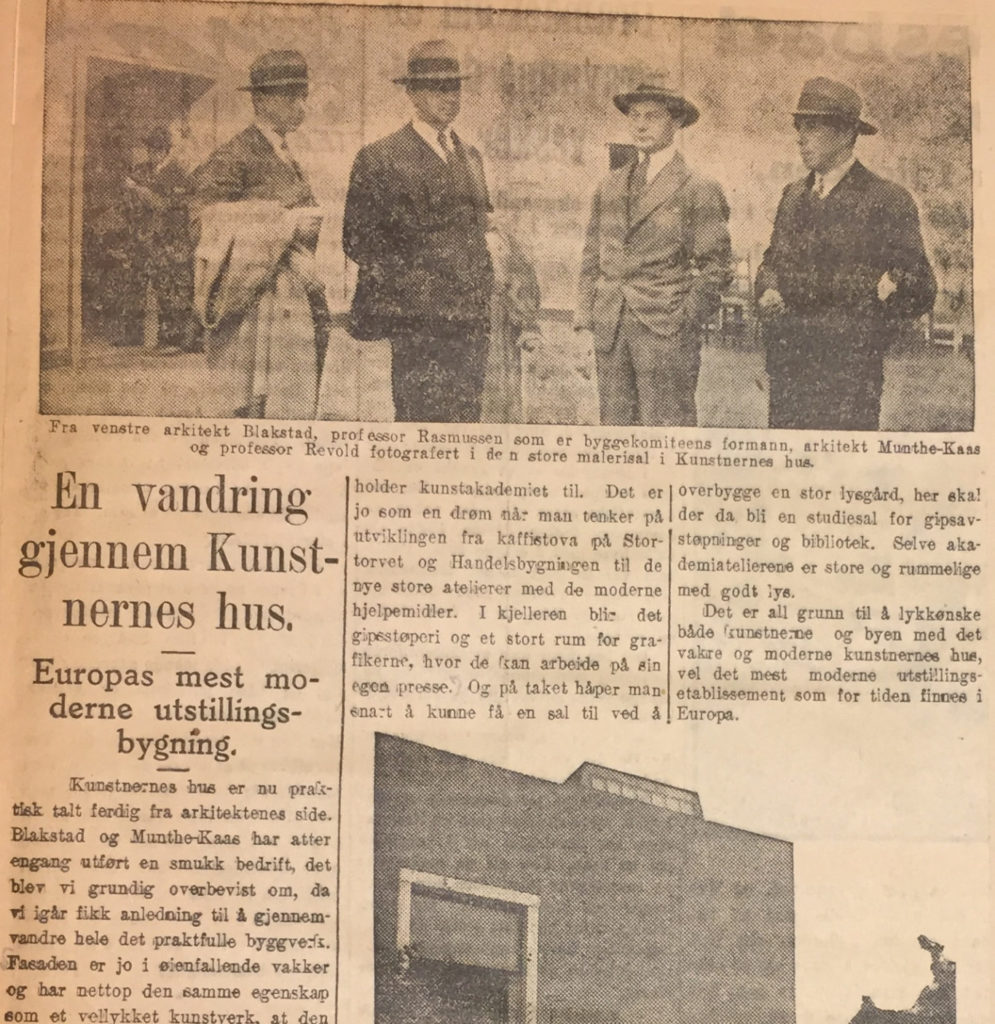 Fra venstre arkitekt Blakstad, professor Rasmussen som er byggekomiteens formann, arkitekt Munthe-Kaas
og professor Revold fotografert i den store malerisal i Kunstnernes hus.
En vandring
gjennem Kunst-
nernes hus.
Europas mest mo-
derne utstillings-
bygning.
Kunstnernes hus er nu prak-
tisk talt ferdig fra arkitektenes side.
Blakstad og Munthe-Kaas har atter
engang utført en smukk bedrift, det
blev vi grundig overbevist om, da
vi igår fikk anledning til å gjennem-
vandre hele det praktfulle byggverk.
Fasaden er jo i øienfallende vakker
og har nettop den samme egenskap
som et vellykket kunstverk, at den
holder kunstakademiet til. Det er
jo som en drøm når man tenker på
utviklingen fra kaffistova på Stor-
torvet og Handelsbygningen til de
nye store atelierer med de moderne
hjelpemidler. I kjelleren blir det
gipsstøperi og et stort rum for gra-
fikerne, hvor de kan arbeide på sin
egen presse. Og på taket håper man
snart å kunne få en sal til ved å
overbygge en stor lysgård, her skal
der da bli en studiesal for gipsav-
støpninger og bibliotek. Selve aka-
demiatelierene er store og rummelige
med godt lys.
Det er all grunn til å lykkønske
både kunstnerne og byen med det
vakre og moderne kunstnernes hus,
vel det mest moderne utstillings-
etablissement som for tiden finnes i
Europa.